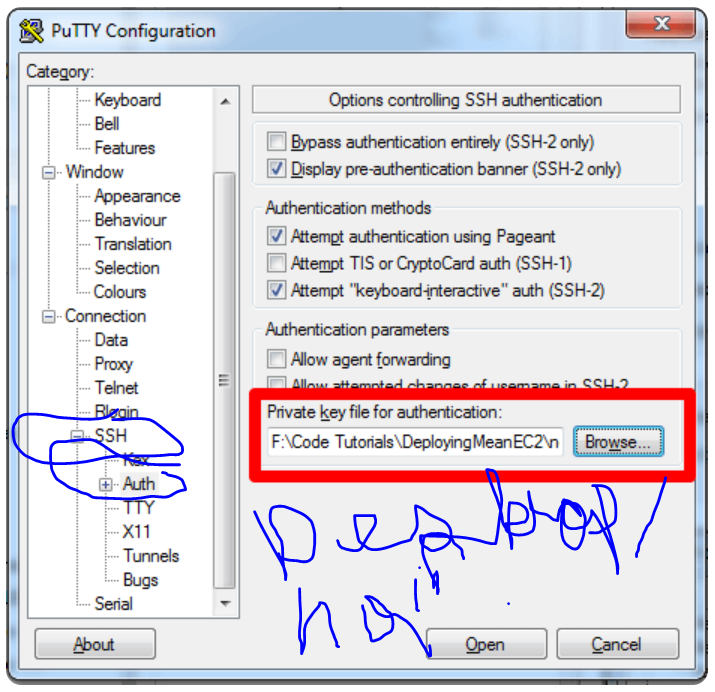 PuTTY Configuration
Category:
Keyboard
Bell
Features
Window
Appearance
Behaviour
Translation
Selection
Colours
Connection
Data
Proxy
Telnet
Rlogin
SSH
Kex
Auth
TTY
X11
Tunnels
Bugs
Serial
Options controlling SSH authentication
Bypass authentication entirely (SSH-2 only)
Display pre-authentication banner (SSH-2 only)
Authentication methods
Attempt authentication using Pageant
Attempt TIS or CryptoCard auth (SSH-1)
Attempt "keyboard-interactive" auth (SSH-2)
Authentication parameters
Allow agent forwarding
Allow attempted changes of username in SSH-2
Private key file for authentication:
F:\Code Tutorials\DeployingMeanEC2\n
Browse...
About
Open
Cancel